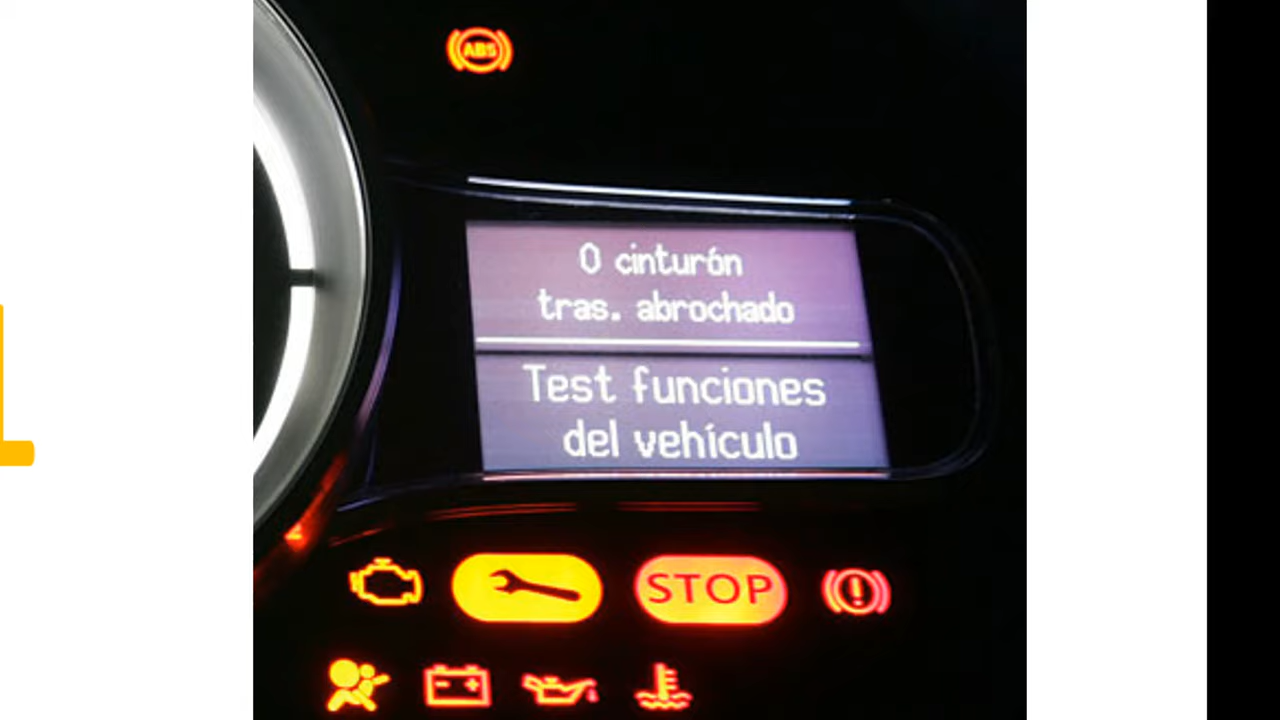 ABS
0 cinturón
tras. abrochado
Test funciones
del vehículo
STOP